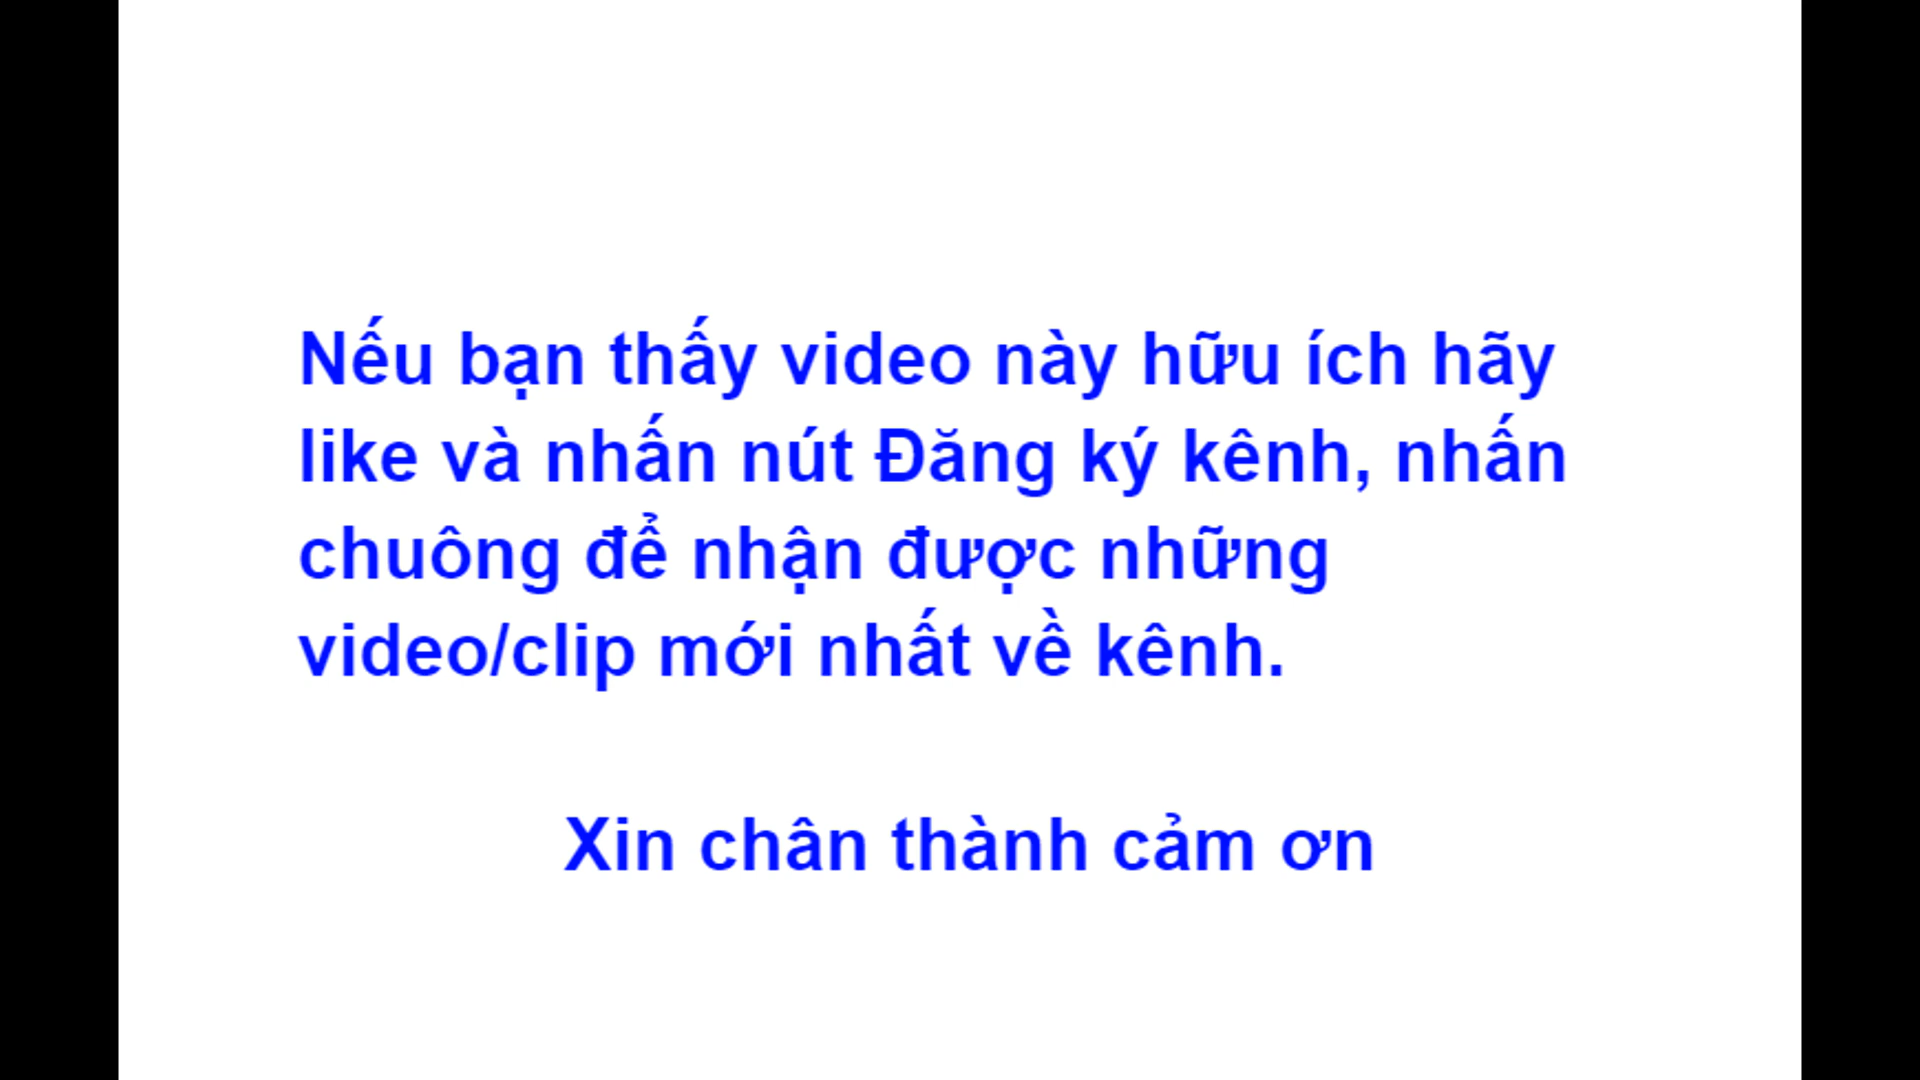 Nếu bạn thấy video này hữu ích hãy
like và nhấn nút Đăng ký kênh, nhấn
chuông để nhận được những
video/clip mới nhất về kênh.
Xin chân thành cảm ơn